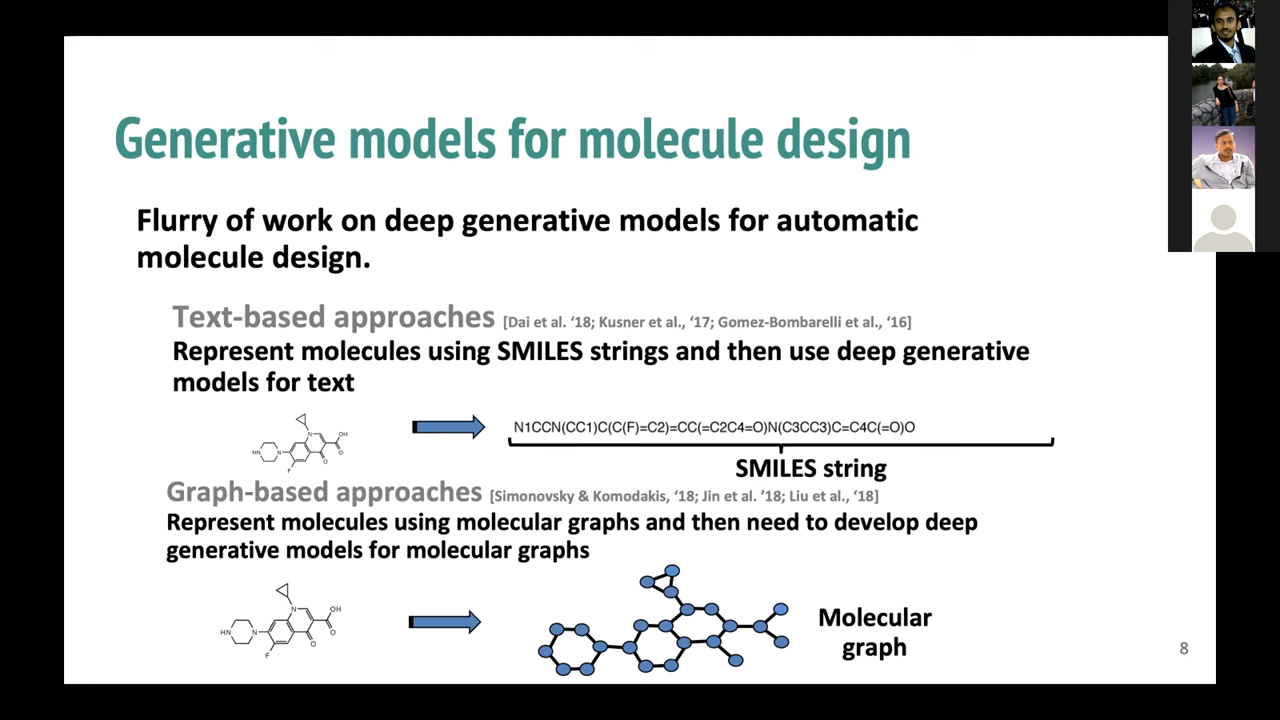 Generative models for molecule design
Flurry of work on deep generative models for automatic
molecule design.
Text-based approaches [Dai et al. ‘18; Kusner et al., ‘17; Gomez-Bombarelli et al., ‘16]
Represent molecules using SMILES strings and then use deep generative
models for text
N
OH
O
O
F
N
HN
N1CCN(CC1)C(C(F)=C2)=CC(=C2C4=O)N(C3CC3)C=C4C(=O)O
SMILES string
Graph-based approaches [Simonovsky & Komodakis, ‘18; Jin et al. ’18; Liu et al., ‘18]
Represent molecules using molecular graphs and then need to develop deep
generative models for molecular graphs
N
OH
O
O
F
N
HN
Molecular
graph
8